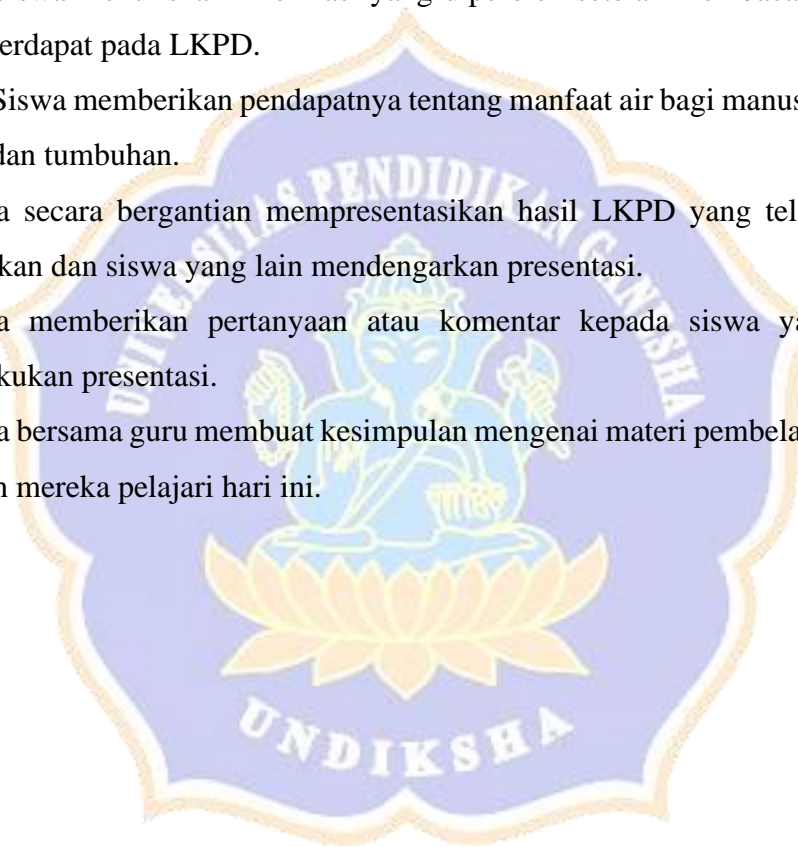 terdapat pada LKPD.
Siswa memberikan pendapatnya tentang manfaat air bagi manus
dan tumbuhan.
a secara bergantian mempresentasikan hasil LKPD yang tel
kan dan siswa yang lain mendengarkan presentasi.
a memberikan pertanyaan atau komentar kepada siswa ya
kukan presentasi.
a bersama guru membuat kesimpulan mengenai materi pembela
n mereka pelajari hari ini.
UNIVERSITAS PENDIDIKAN GANESHA
UNDIKSHA